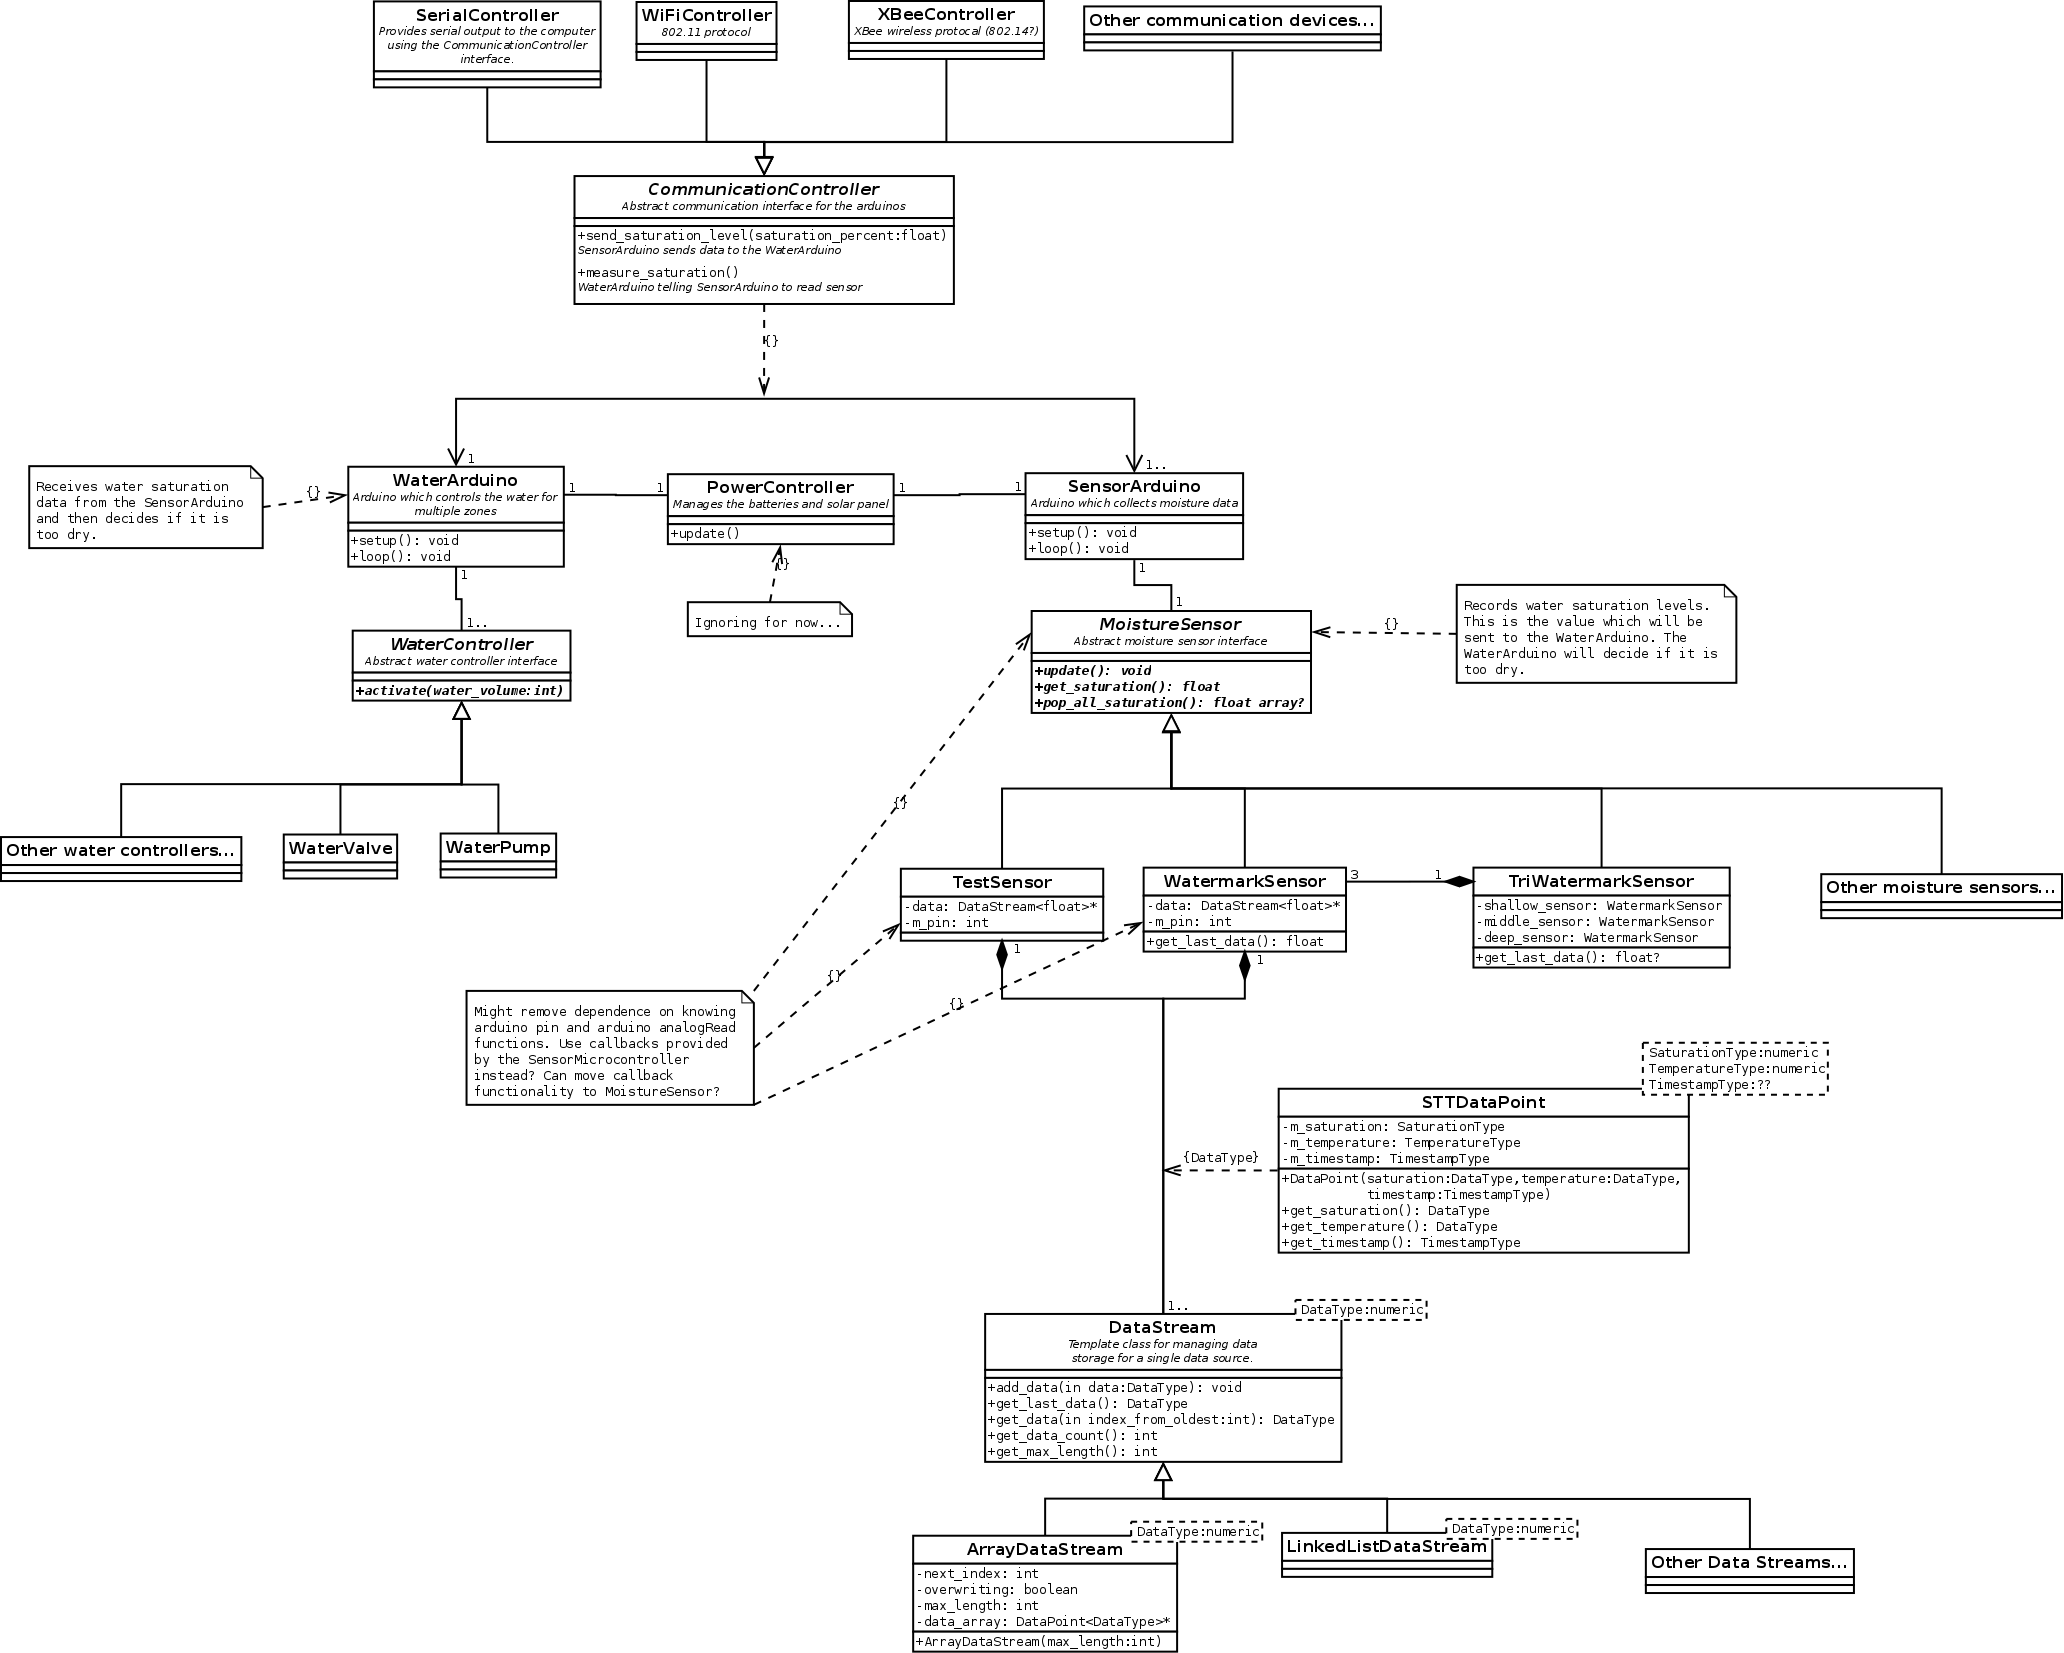 SerialController
Provides serial output to the computer
using the CommunicationController
interface.
WiFiController
802.11 protocol
XBeeController
XBee wireless protocal (802.14?)
Other communication devices...
CommunicationController
Abstract communication interface for the arduinos
+send_saturation_level(saturation_percent:float)
SensorArduino sends data to the WaterArduino
+measure_saturation()
WaterArduino telling SensorArduino to read sensor
{}
1
1..
Receives water saturation
data from the SensorArduino
and then decides if it is
too dry.
{}
WaterArduino
Arduino which controls the water for
multiple zones
+setup(): void
+loop(): void
1
1
PowerController
Manages the batteries and solar panel
+update()
1
1
SensorArduino
Arduino which collects moisture data
+setup(): void
+loop(): void
{}
Ignoring for now...
1
1..
WaterController
Abstract water controller interface
+activate(water_volume:int)
1
1
MoistureSensor
Abstract moisture sensor interface
+update(): void
+get_saturation(): float
+pop_all_saturation(): float array?
{}
Records water saturation levels.
This is the value which will be
sent to the WaterArduino. The
WaterArduino will decide if it is
too dry.
Other water controllers...
WaterValve
WaterPump
{}
TestSensor
-data: DataStream<float>*
-m_pin: int
1
WatermarkSensor
-data: DataStream<float>*
-m_pin: int
+get_last_data(): float
1
3
1
TriWatermarkSensor
-shallow_sensor: WatermarkSensor
-middle_sensor: WatermarkSensor
-deep_sensor: WatermarkSensor
+get_last_data(): float?
Other moisture sensors...
{}
{}
Might remove dependence on knowing
arduino pin and arduino analogRead
functions. Use callbacks provided
by the SensorMicrocontroller
instead? Can move callback
functionality to MoistureSensor?
SaturationType:numeric
TemperatureType:numeric
TimestampType:??
STTDataPoint
-m_saturation: SaturationType
-m_temperature: TemperatureType
-m_timestamp: TimestampType
+DataPoint(saturation:DataType,temperature:DataType,
timestamp:TimestampType)
+get_saturation(): DataType
+get_temperature(): DataType
+get_timestamp(): TimestampType
{DataType}
1..
DataType:numeric
DataStream
Template class for managing data
storage for a single data source.
+add_data(in data:DataType): void
+get_last_data(): DataType
+get_data(in index_from_oldest:int): DataType
+get_data_count(): int
+get_max_length(): int
DataType:numeric
ArrayDataStream
-next_index: int
-overwriting: boolean
-max_length: int
-data_array: DataPoint<DataType>*
+ArrayDataStream(max_length:int)
DataType:numeric
LinkedListDataStream
Other Data Streams...